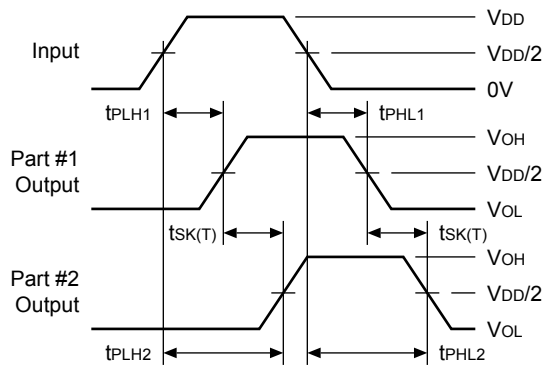 VDD
Input
VDD/2
0V
tPLH1
tPHL1
VOH
Part #1
Output
VDD/2
VOL
tSK(T)
tSK(T)
VOH
Part #2
Output
VDD/2
VOL
tPLH2
tPHL2